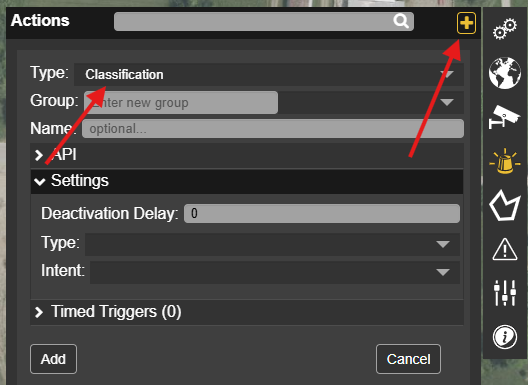 Actions
Type: Classification
Group: Enter new group
Name: optional...
API
Settings
Deactivation Delay: 0
Type:
Intent:
Timed Triggers (0)
Add Cancel